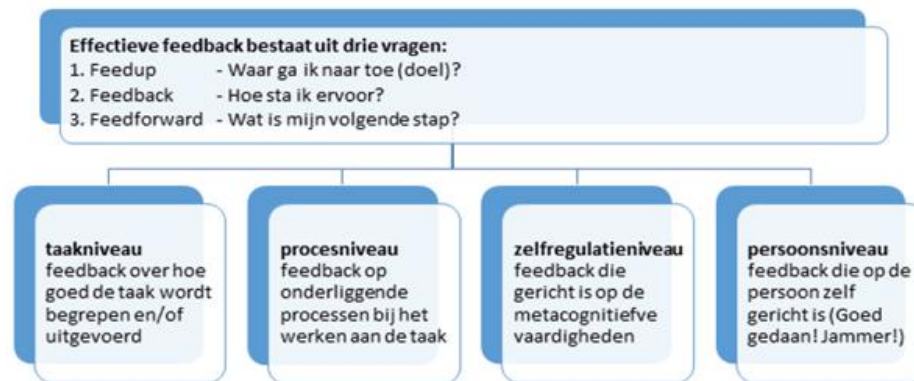 Effectieve feedback bestaat uit drie vragen:
1. Feedup - Waar ga ik naar toe (doel)?
2. Feedback - Hoe sta ik ervoor?
3. Feedforward - Wat is mijn volgende stap?
taakniveau
feedback over hoe
goed de taak wordt
begrepen en/of
uitgevoerd
procesniveau
feedback op
onderliggende
processen bij het
werken aan de taak
zelfregulatieniveau
feedback die
gericht is op de
metacognitiefve
vaardigheden
persoonsniveau
feedback die op de
persoon zelf
gericht is (Goed
gedaan! Jammer!)